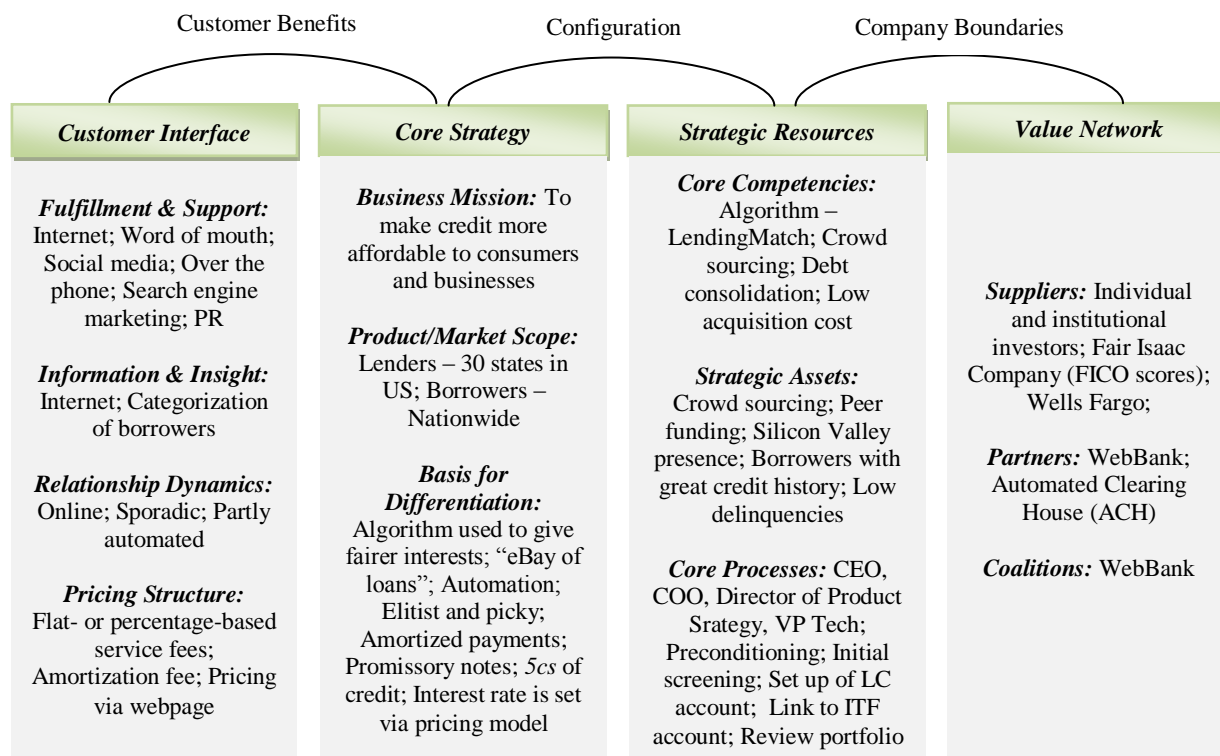 Customer Benefits
Configuration
Company Boundaries
Customer Interface
Fulfillment & Support:
Internet; Word of mouth;
Social media; Over the
phone; Search engine
marketing; PR
Information & Insight:
Internet; Categorization
of borrowers
Relationship Dynamics:
Online; Sporadic; Partly
automated
Pricing Structure:
Flat- or percentage-based
service fees;
Amortization fee; Pricing
via webpage
Core Strategy
Business Mission: To
make credit more
affordable to consumers
and businesses
Product/Market Scope:
Lenders – 30 states in
US; Borrowers –
Nationwide
Basis for
Differentiation:
Algorithm used to give
fairer interests; “eBay of
loans”; Automation;
Elitist and picky;
Amortized payments;
Promissory notes; 5cs of
credit; Interest rate is set
via pricing model
Strategic Resources
Core Competencies:
Algorithm –
LendingMatch; Crowd
sourcing; Debt
consolidation; Low
acquisition cost
Strategic Assets:
Crowd sourcing; Peer
funding; Silicon Valley
presence; Borrowers with
great credit history; Low
delinquencies
Core Processes: CEO,
COO, Director of Product
Srategy, VP Tech;
Preconditioning; Initial
screening; Set up of LC
account; Link to ITF
account; Review portfolio
Value Network
Suppliers: Individual
and institutional
investors; Fair Isaac
Company (FICO scores);
Wells Fargo;
Partners: WebBank;
Automated Clearing
House (ACH)
Coalitions: WebBank